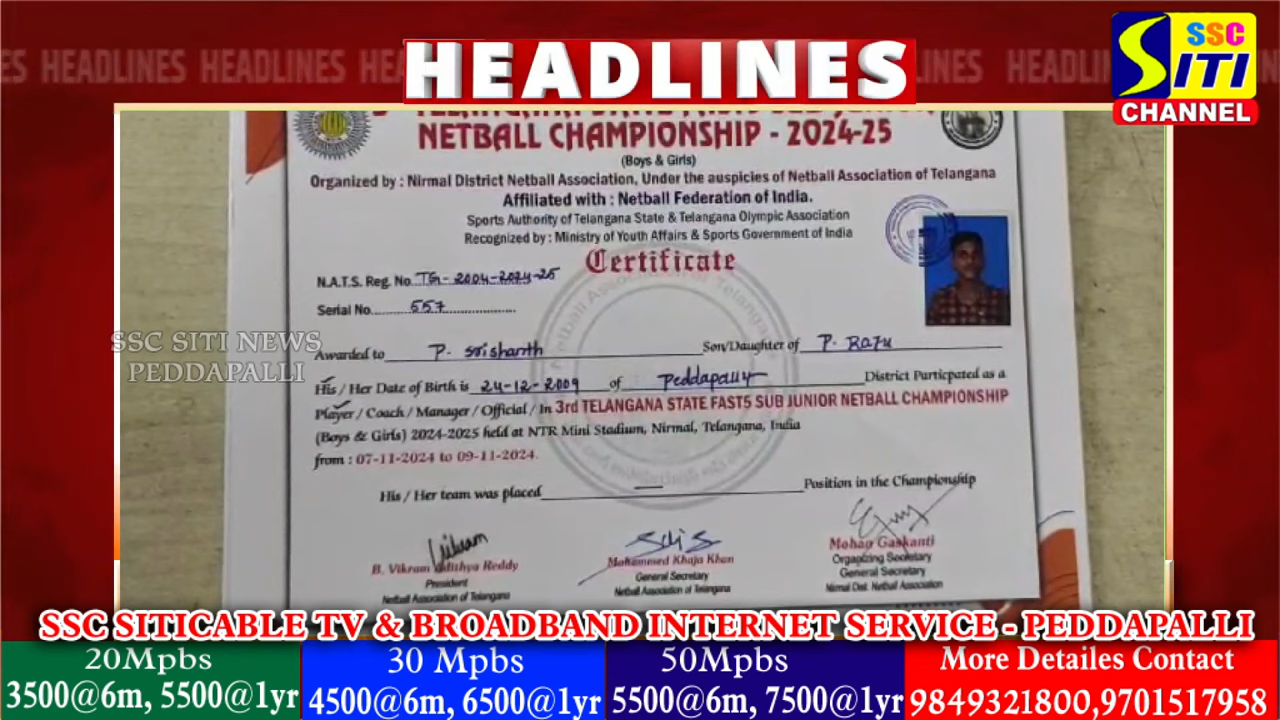 ES HEADLINES HEADLINES HEA
HEADLINES
INES HEADLI
SSC
SITI
CHANNEL
NETBALL CHAMPIONSHIP - 2024-25
(Boys & Girls)
Organized by : Nirmal District Netball Association, Under the auspices of Netball Association of Telangana
Affiliated with : Netball Federation of India.
Sports Authority of Telangana State & Telangana Olympic Association
Recognized by : Ministry of Youth Affairs & Sports Government of India
Certificate
N.A.T.S. Reg. No. TG-2004-2024-25
Serial No. 557
SSC SITI NEWS
PEDDAPALLI
Awarded to P. Srishanth Son/Daughter of P. Raju
His / Her Date of Birth is 24-12-2009 of Peddapally District Particpated as a
Player / Coach / Manager / Official / In 3rd TELANGANA STATE FAST5 SUB JUNIOR NETBALL CHAMPIONSHIP
(Boys & Girls) 2024-2025 held at NTR Mini Stadium, Nirmal, Telangana, India
from : 07-11-2024 to 09-11-2024.
His / Her team was placed — Position in the Championship
B. Vikram Adithya Reddy
President
Netball Association of Telangana
Mohammed Khaja Khan
General Secretary
Netball Association of Telangana
Mohan Gaskanti
Organizing Secretary
General Secretary
Nirmal Dist. Netball Association
SSC SITICABLE TV & BROADBAND INTERNET SERVICE - PEDDAPALLI
20Mpbs
3500@6m, 5500@1yr
30 Mpbs
4500@6m, 6500@1yr
50Mpbs
5500@6m, 7500@1yr
More Detailes Contact
9849321800,9701517958